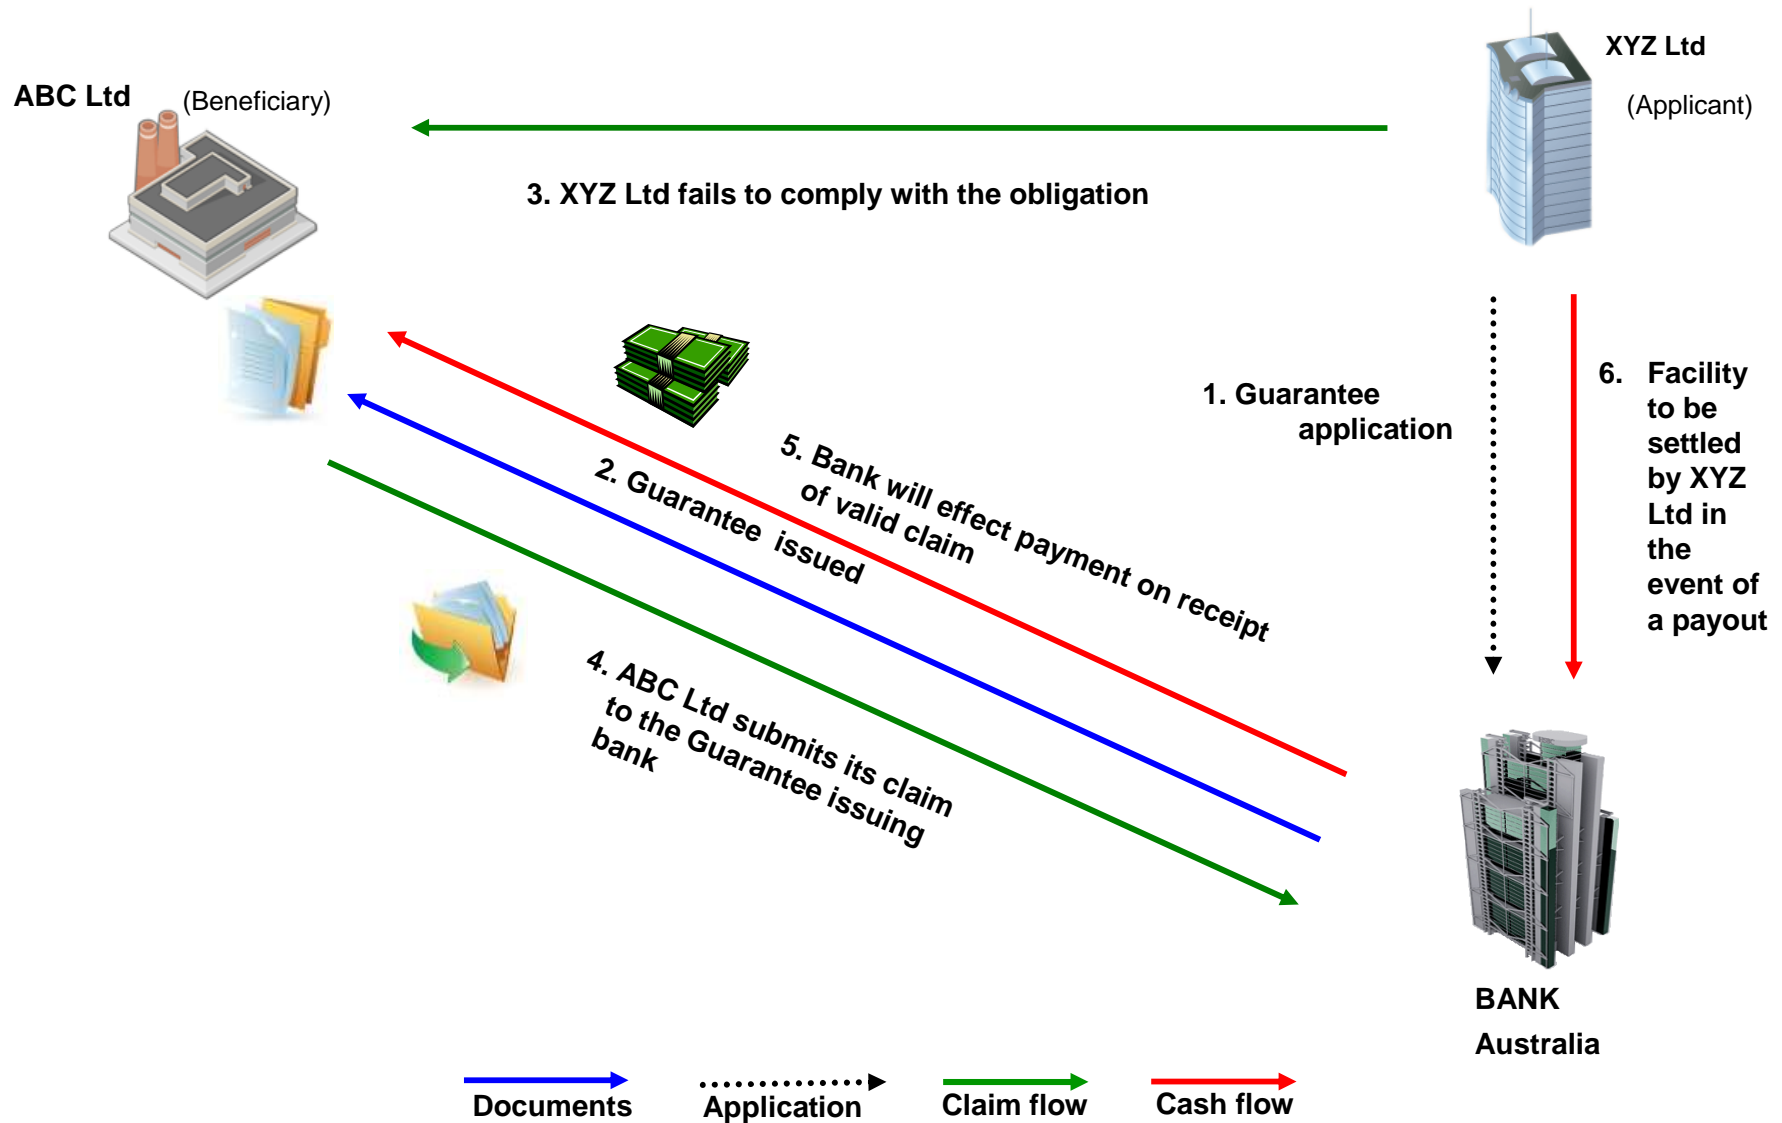 XYZ Ltd
(Applicant)
ABC Ltd (Beneficiary)
3. XYZ Ltd fails to comply with the obligation
1. Guarantee
application
6. Facility
to be
settled
by XYZ
Ltd in
the
event of
a payout
5. Bank will effect payment on receipt
of valid claim
2. Guarantee issued
4. ABC Ltd submits its claim
to the Guarantee issuing
bank
BANK
Australia
Documents
Application
Claim flow
Cash flow